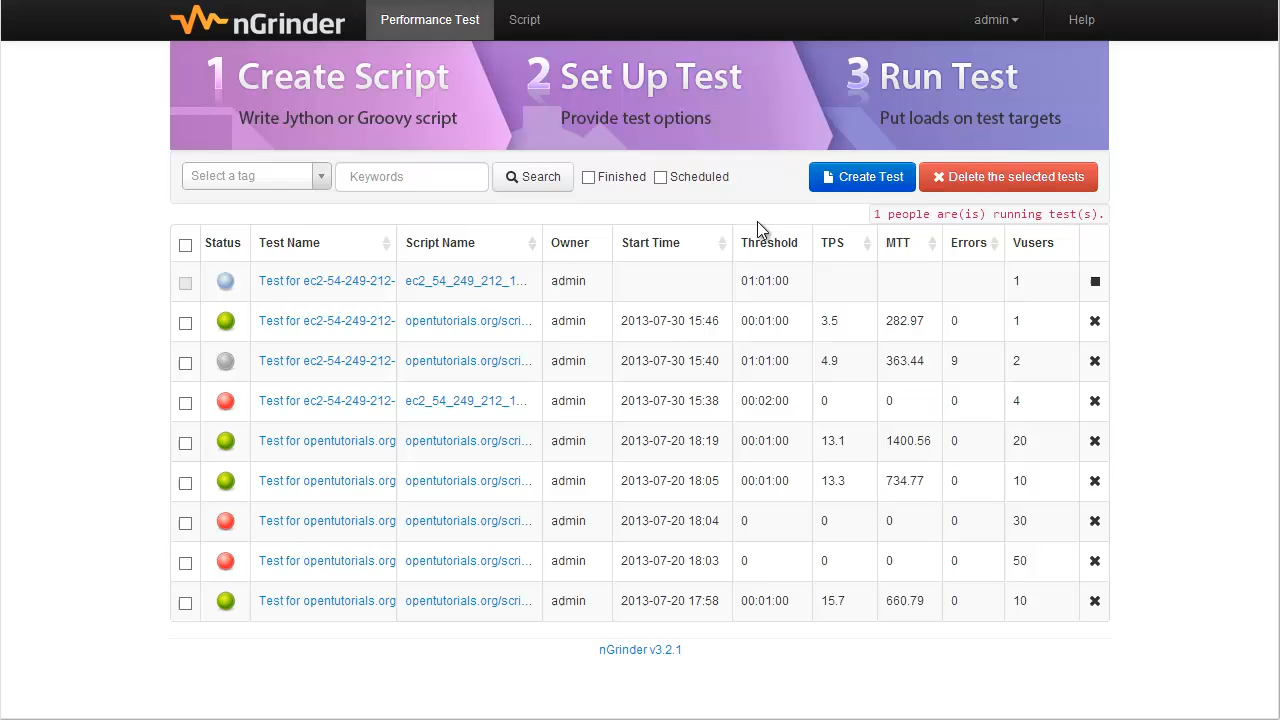 nGrinder Performance Test Script admin Help
1 Create Script 2 Set Up Test 3 Run Test
Write Jython or Groovy script Provide test options Put loads on test targets
Select a tag Keywords Search Finished Scheduled Create Test Delete the selected tests
1 people are(is) running test(s).
Status Test Name Script Name Owner Start Time Threshold TPS MTT Errors Vusers
Test for ec2-54-249-212- ec2_54_249_212_1... admin 01:01:00 1
Test for ec2-54-249-212- opentutorials.org/scri... admin 2013-07-30 15:46 00:01:00 3.5 282.97 0 1
Test for ec2-54-249-212- opentutorials.org/scri... admin 2013-07-30 15:40 01:01:00 4.9 363.44 9 2
Test for ec2-54-249-212- ec2_54_249_212_1... admin 2013-07-30 15:38 00:02:00 0 0 0 4
Test for opentutorials.org opentutorials.org/scri... admin 2013-07-20 18:19 00:01:00 13.1 1400.55 0 20
Test for opentutorials.org opentutorials.org/scri... admin 2013-07-20 18:05 00:01:00 13.3 734.77 0 10
Test for opentutorials.org opentutorials.org/scri... admin 2013-07-20 18:04 0 0 0 0 30
Test for opentutorials.org opentutorials.org/scri... admin 2013-07-20 18:03 0 0 0 0 50
Test for opentutorials.org opentutorials.org/scri... admin 2013-07-20 17:58 00:01:00 15.7 660.79 0 10
nGrinder v3.2.1